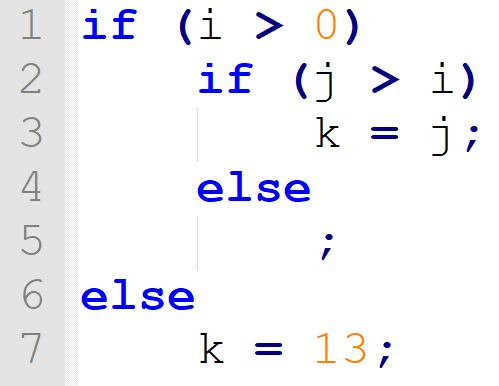 1 if (i > 0)
2     if (j > i)
3         k = j;
4     else
5         ;
6 else
7     k = 13;